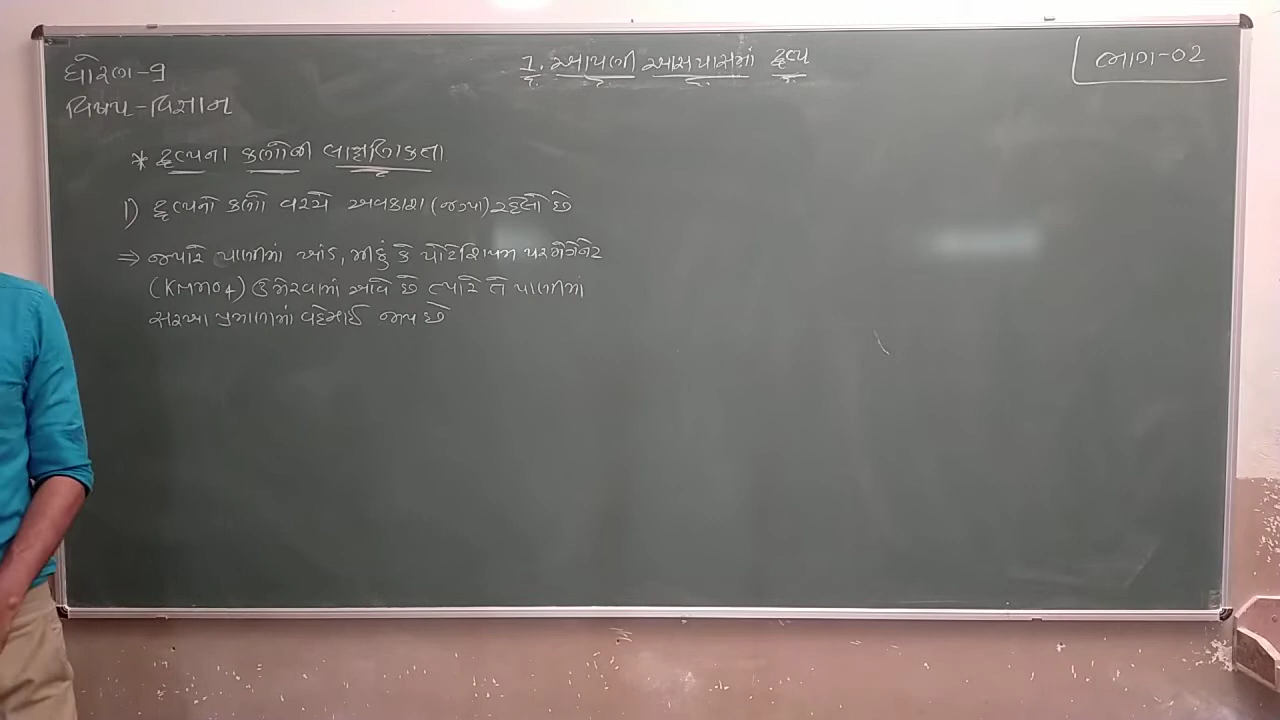 ધોરણ-9
વિષય-વિજ્ઞાન
1. આપણી આસપાસમાં દ્રવ્ય
ભાગ-02
* દ્રવ્યના કણોની લાક્ષણિકતા
1) દ્રવ્યનો કણો વચ્ચે અવકાશ (જગ્યા) રહેલો છે
⇒ જ્યારે પાણીમાં ખાંડ, મીઠું કે પોટેશિયમ પરમેંગેનેટ
(KMnO4) ઉમેરવામાં આવે છે ત્યારે તે પાણીમાં
સરખા પ્રમાણમાં વહેંચાઈ જાય છે